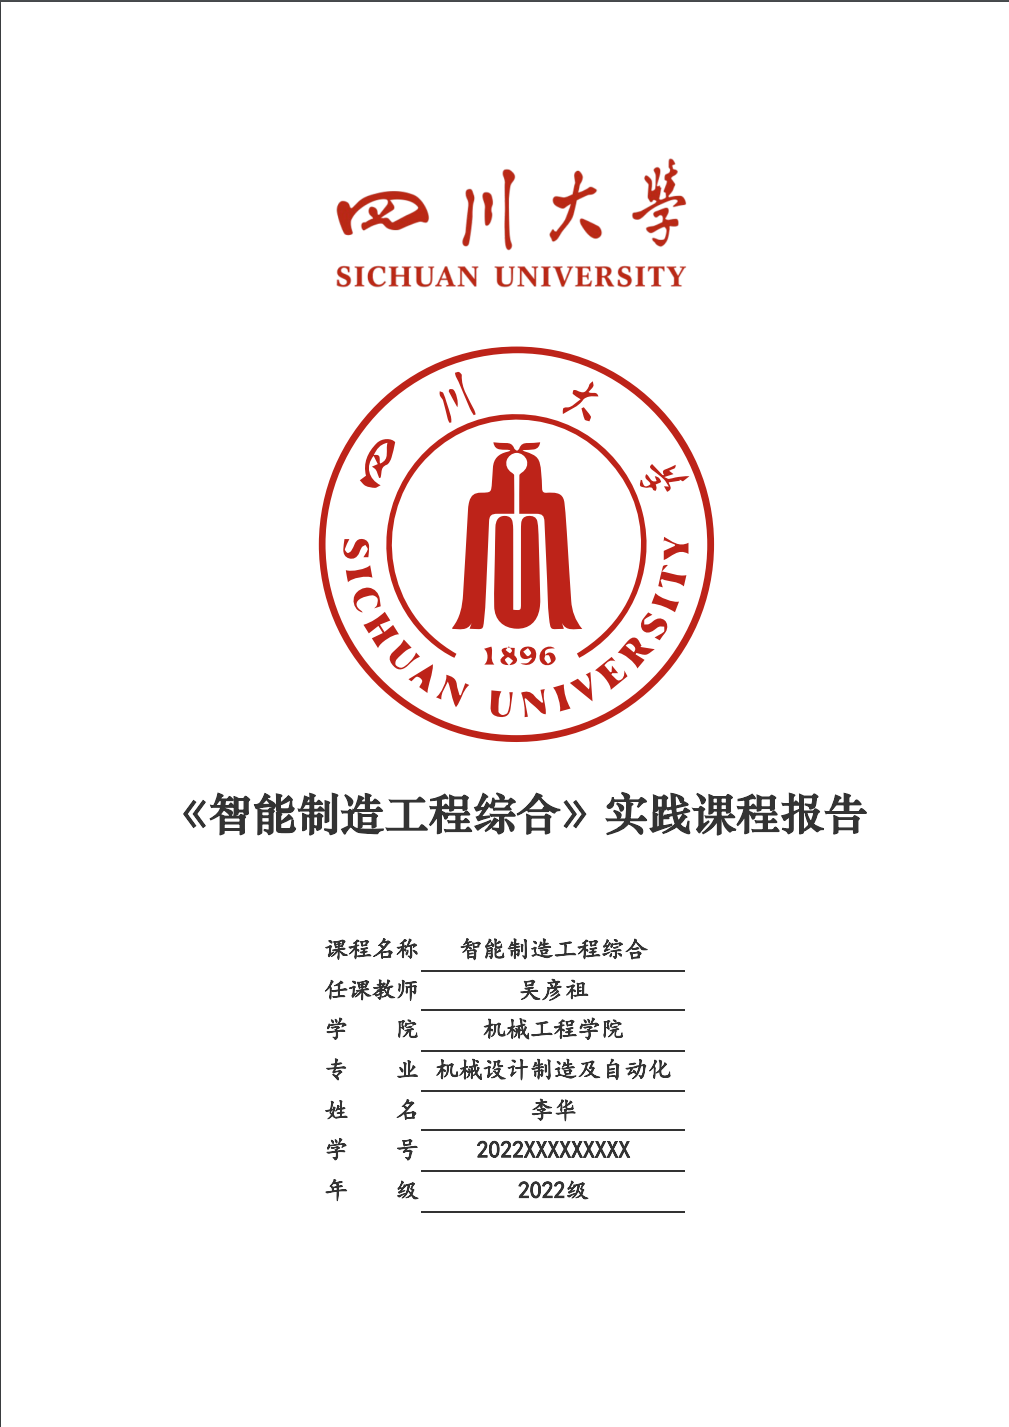 四川大學
SICHUAN UNIVERSITY
四川大学
1896
SICHUAN UNIVERSITY
《智能制造工程综合》实践课程报告
课程名称 智能制造工程综合
任课教师 吴彦祖
学 院 机械工程学院
专 业 机械设计制造及自动化
姓 名 李华
学 号 2022XXXXXXXXX
年 级 2022级